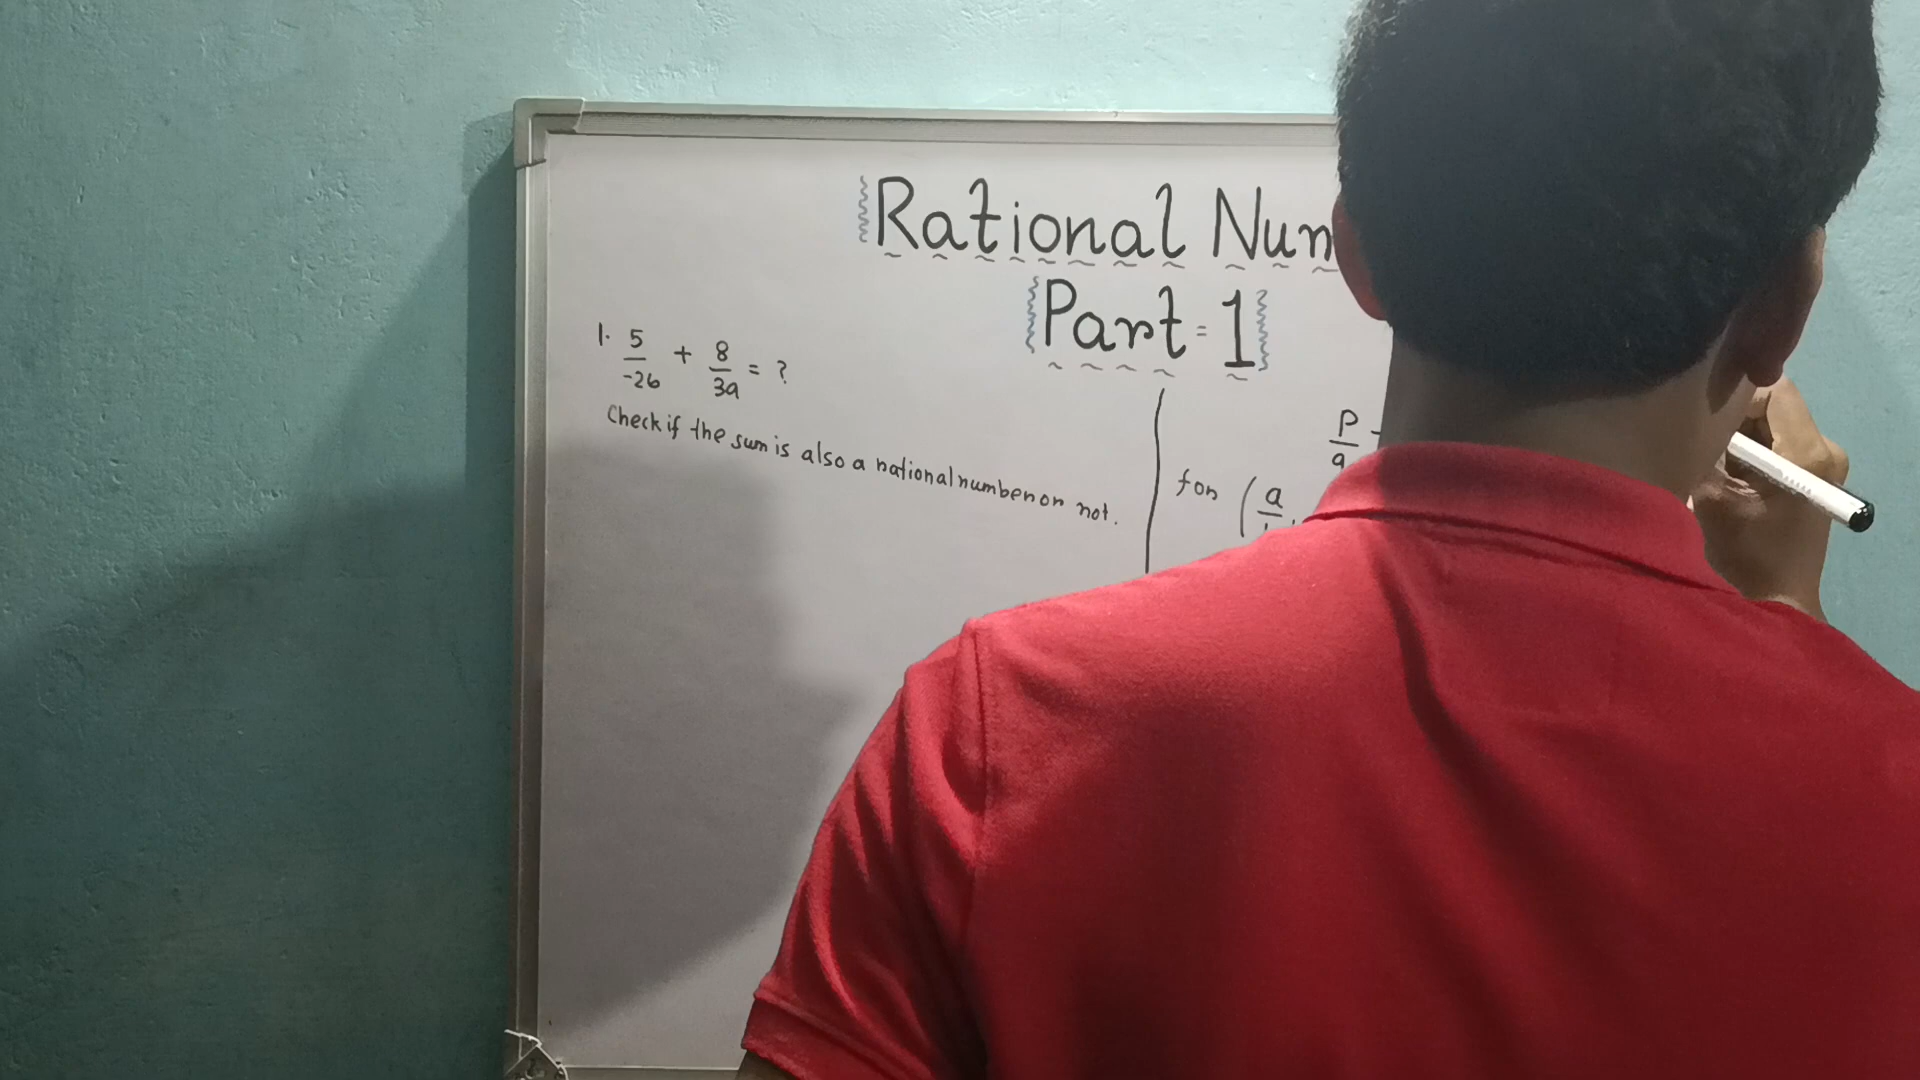 Rational Num
Part-1
1. 5/-26 + 8/39 = ?
Check if the sum is also a rational number or not.
P/q
for (a